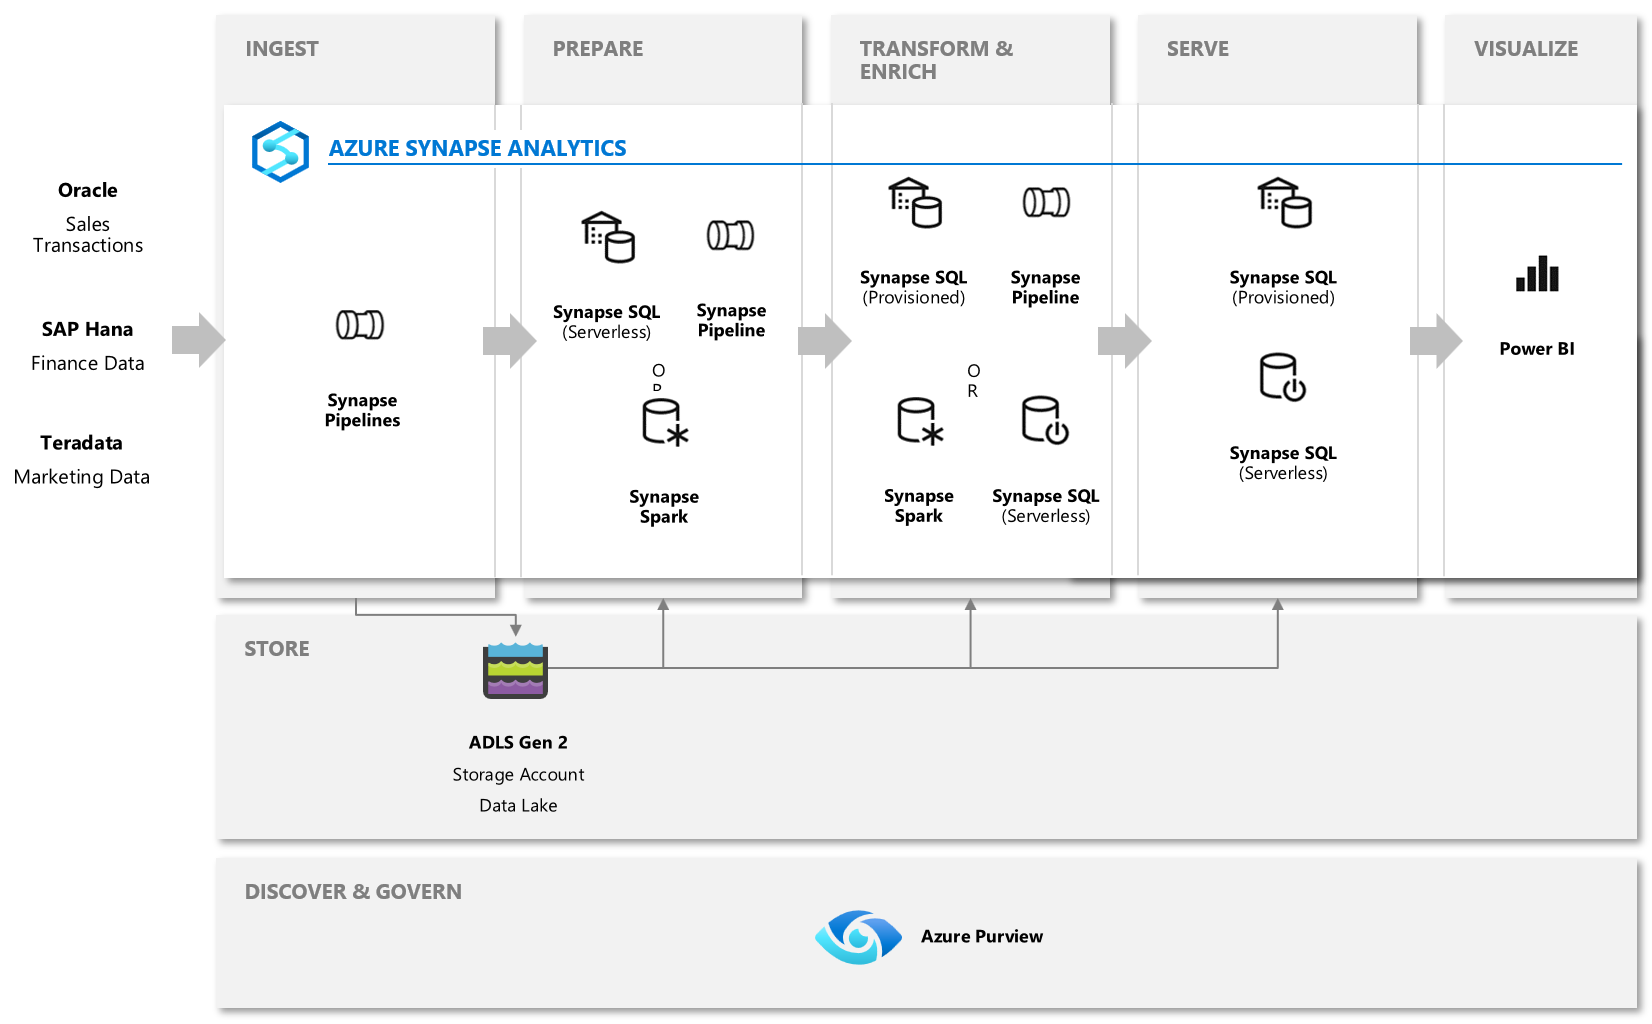 INGEST
PREPARE
TRANSFORM &
ENRICH
SERVE
VISUALIZE
AZURE SYNAPSE ANALYTICS
Oracle
Sales
Transactions
SAP Hana
Finance Data
Teradata
Marketing Data
Synapse
Pipelines
Synapse SQL
(Serverless)
Synapse
Pipeline
O
R
Synapse
Spark
Synapse SQL
(Provisioned)
Synapse
Pipeline
O
R
Synapse
Spark
Synapse SQL
(Serverless)
Synapse SQL
(Provisioned)
Synapse SQL
(Serverless)
Power BI
STORE
ADLS Gen 2
Storage Account
Data Lake
DISCOVER & GOVERN
Azure Purview